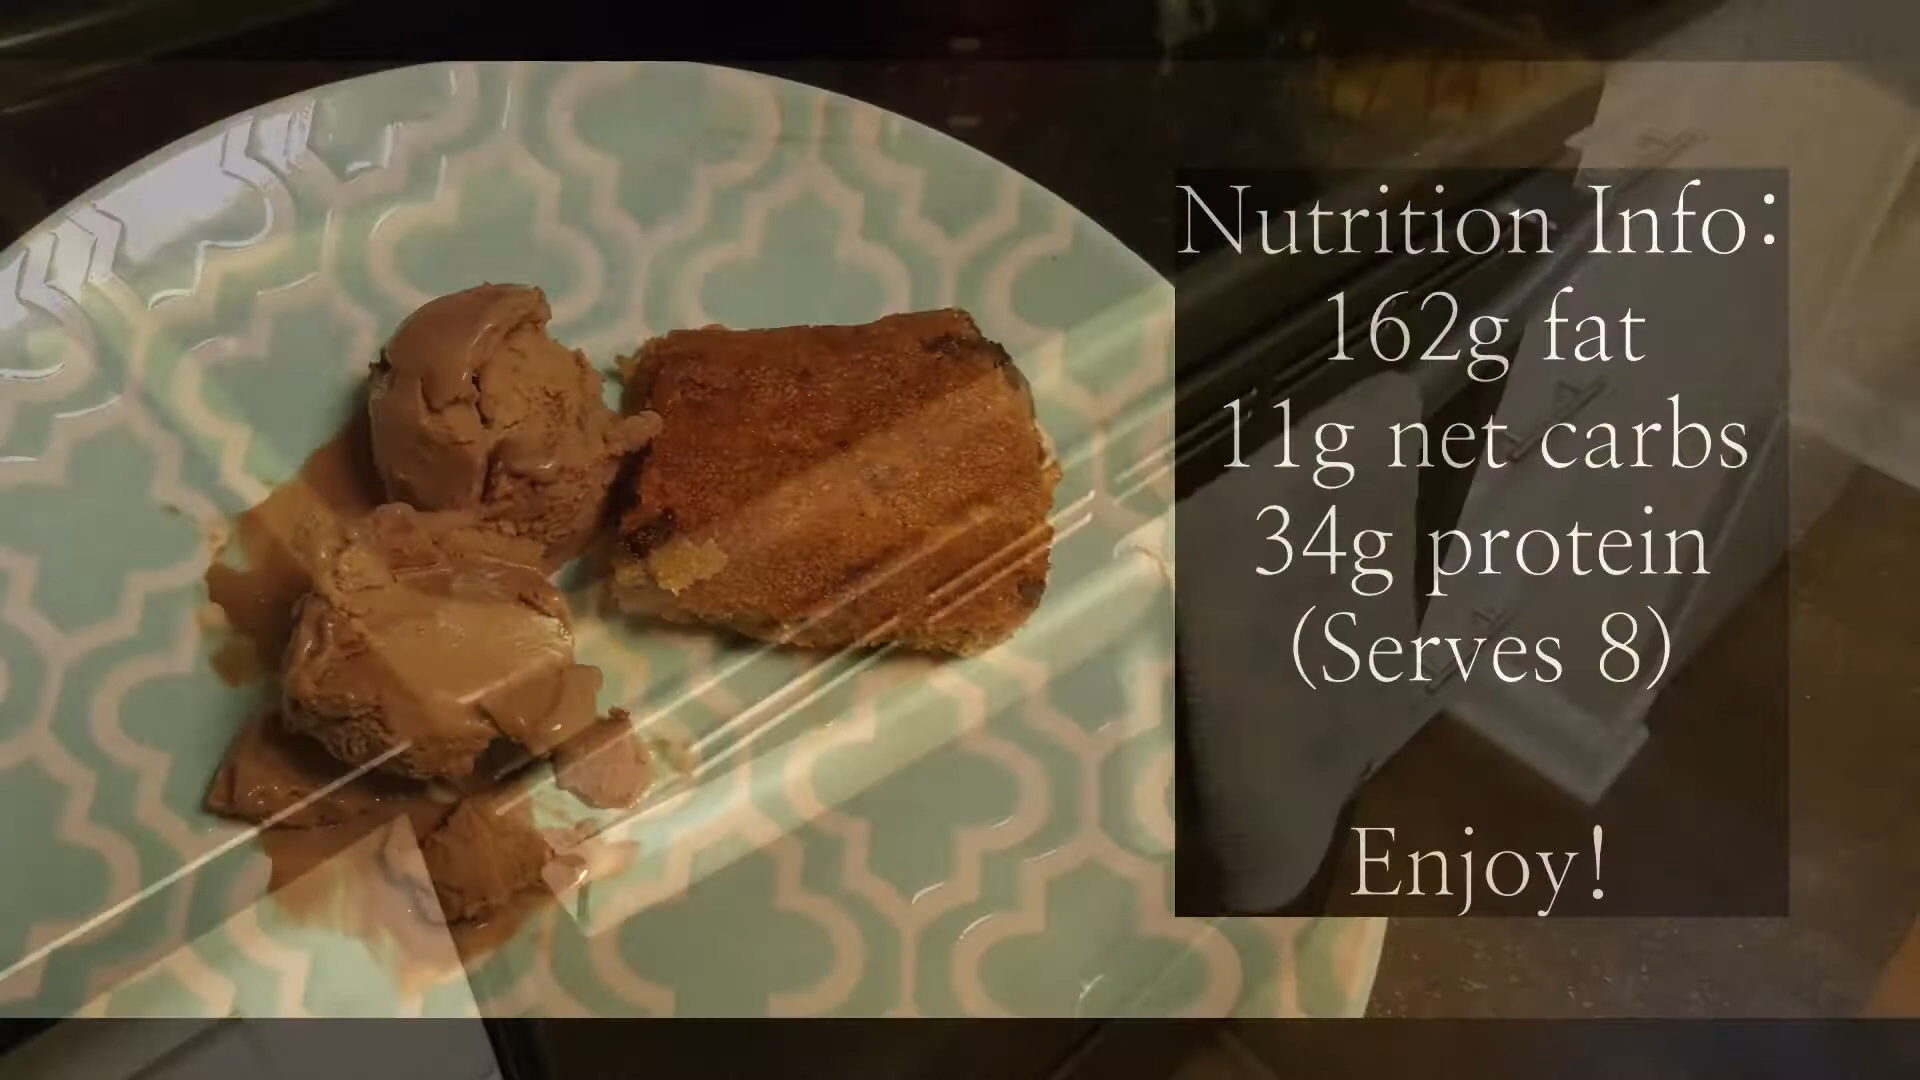 Nutrition Info:
162g fat
11g net carbs
34g protein
(Serves 8)
Enjoy!